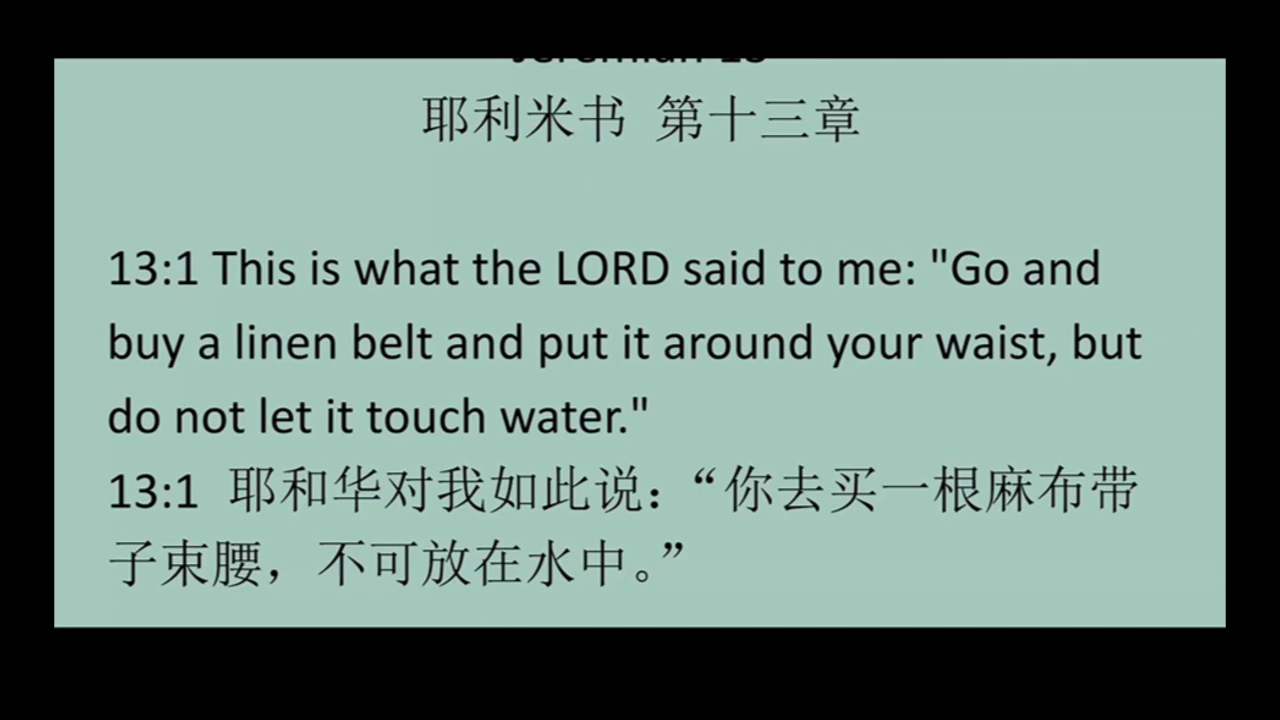 Jeremiah 13
耶利米书 第十三章
13:1 This is what the LORD said to me: "Go and
buy a linen belt and put it around your waist, but
do not let it touch water."
13:1 耶和华对我如此说：“你去买一根麻布带
子束腰，不可放在水中。”